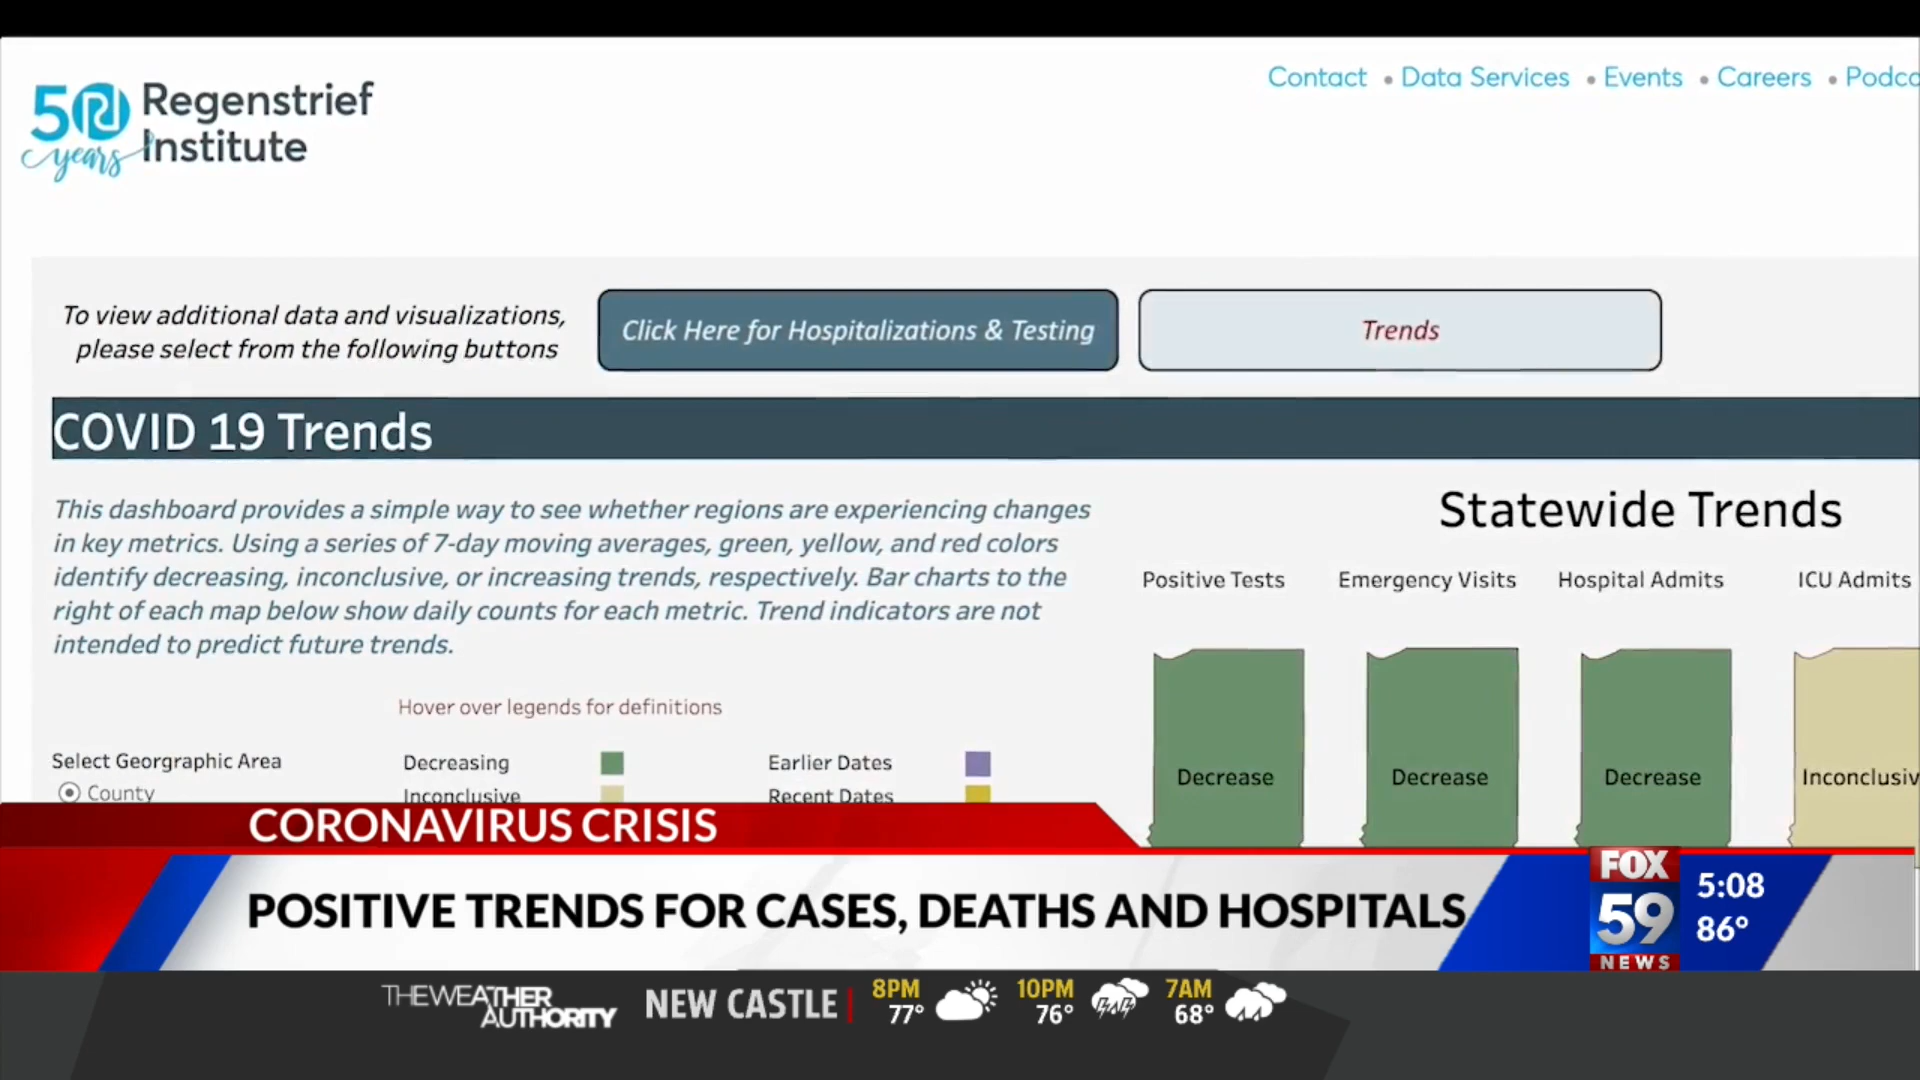 50 years
Regenstrief
Institute
Contact • Data Services • Events • Careers • Podca
To view additional data and visualizations,
please select from the following buttons
Click Here for Hospitalizations & Testing
Trends
COVID 19 Trends
This dashboard provides a simple way to see whether regions are experiencing changes
in key metrics. Using a series of 7-day moving averages, green, yellow, and red colors
identify decreasing, inconclusive, or increasing trends, respectively. Bar charts to the
right of each map below show daily counts for each metric. Trend indicators are not
intended to predict future trends.
Hover over legends for definitions
Select Georgraphic Area
County
Decreasing
Inconclusive
Earlier Dates
Recent Dates
Statewide Trends
Positive Tests
Emergency Visits
Hospital Admits
ICU Admits
Decrease
Decrease
Decrease
Inconclusiv
CORONAVIRUS CRISIS
POSITIVE TRENDS FOR CASES, DEATHS AND HOSPITALS
FOX
59
NEWS
5:08
86°
THE WEATHER
AUTHORITY
NEW CASTLE
8PM
77°
10PM
76°
7AM
68°